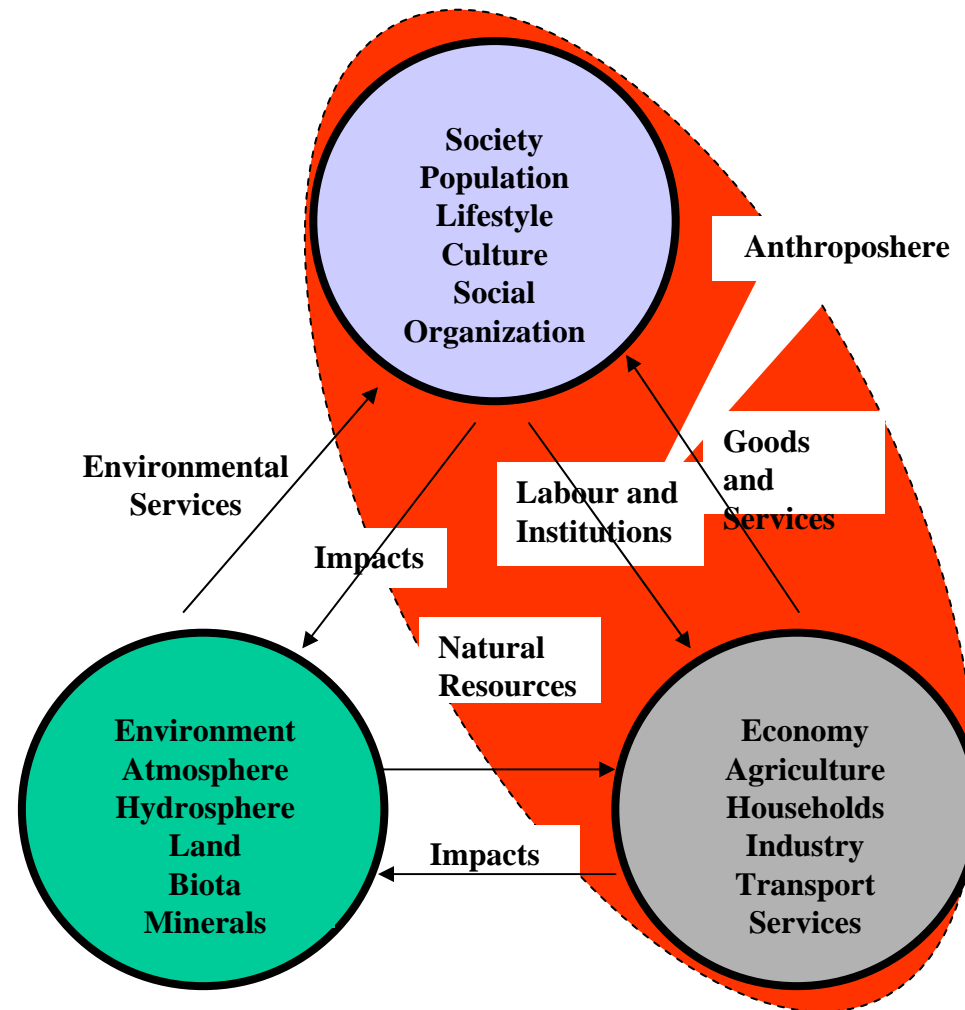 Society
Population
Lifestyle
Culture
Social
Organization
Anthroposhere
Environmental
Services
Impacts
Labour and
Institutions
Goods
and
Services
Natural
Resources
Environment
Atmosphere
Hydrosphere
Land
Biota
Minerals
Impacts
Economy
Agriculture
Households
Industry
Transport
Services